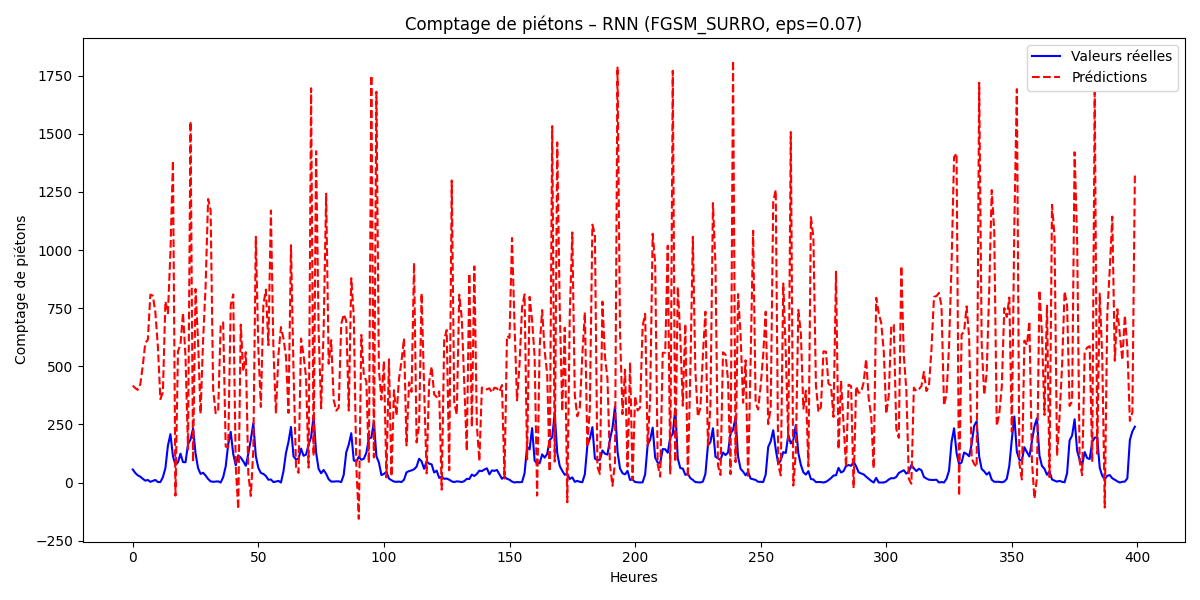 Comptage de piétons – RNN (FGSM_SURRO, eps=0.07)
Valeurs réelles
Prédictions
Comptage de piétons
1750
1500
1250
1000
750
500
250
0
−250
0 50 100 150 200 250 300 350 400
Heures